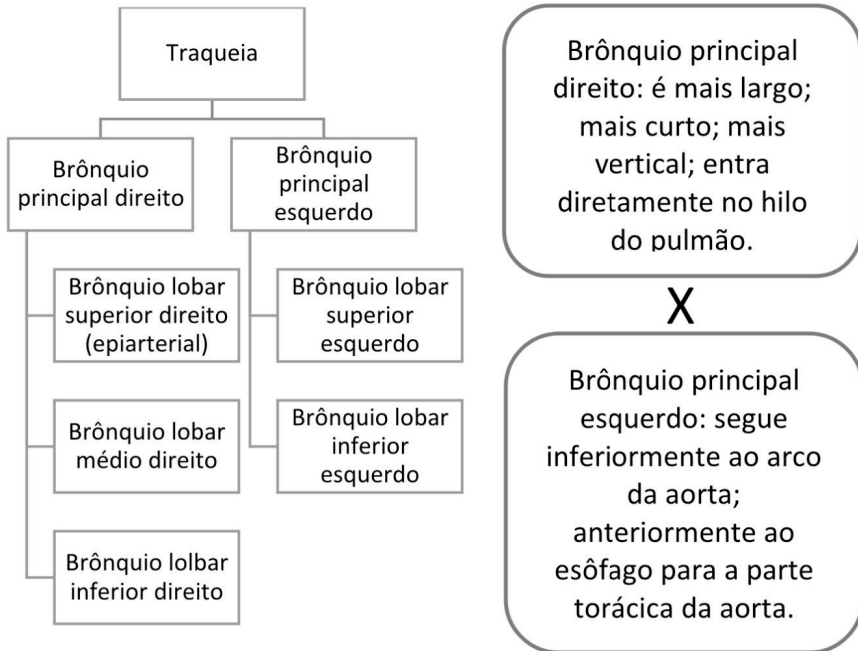 Traqueia
Brônquio
principal direito
Brônquio
principal
esquerdo
Brônquio lobar
superior direito
(epiarterial)
Brônquio lobar
superior
esquerdo
Brônquio lobar
médio direito
Brônquio lobar
inferior
esquerdo
Brônquio lolbar
inferior direito
Brônquio principal
direito: é mais largo;
mais curto; mais
vertical; entra
diretamente no hilo
do pulmão.
X
Brônquio principal
esquerdo: segue
inferiormente ao arco
da aorta;
anteriormente ao
esôfago para a parte
torácica da aorta.